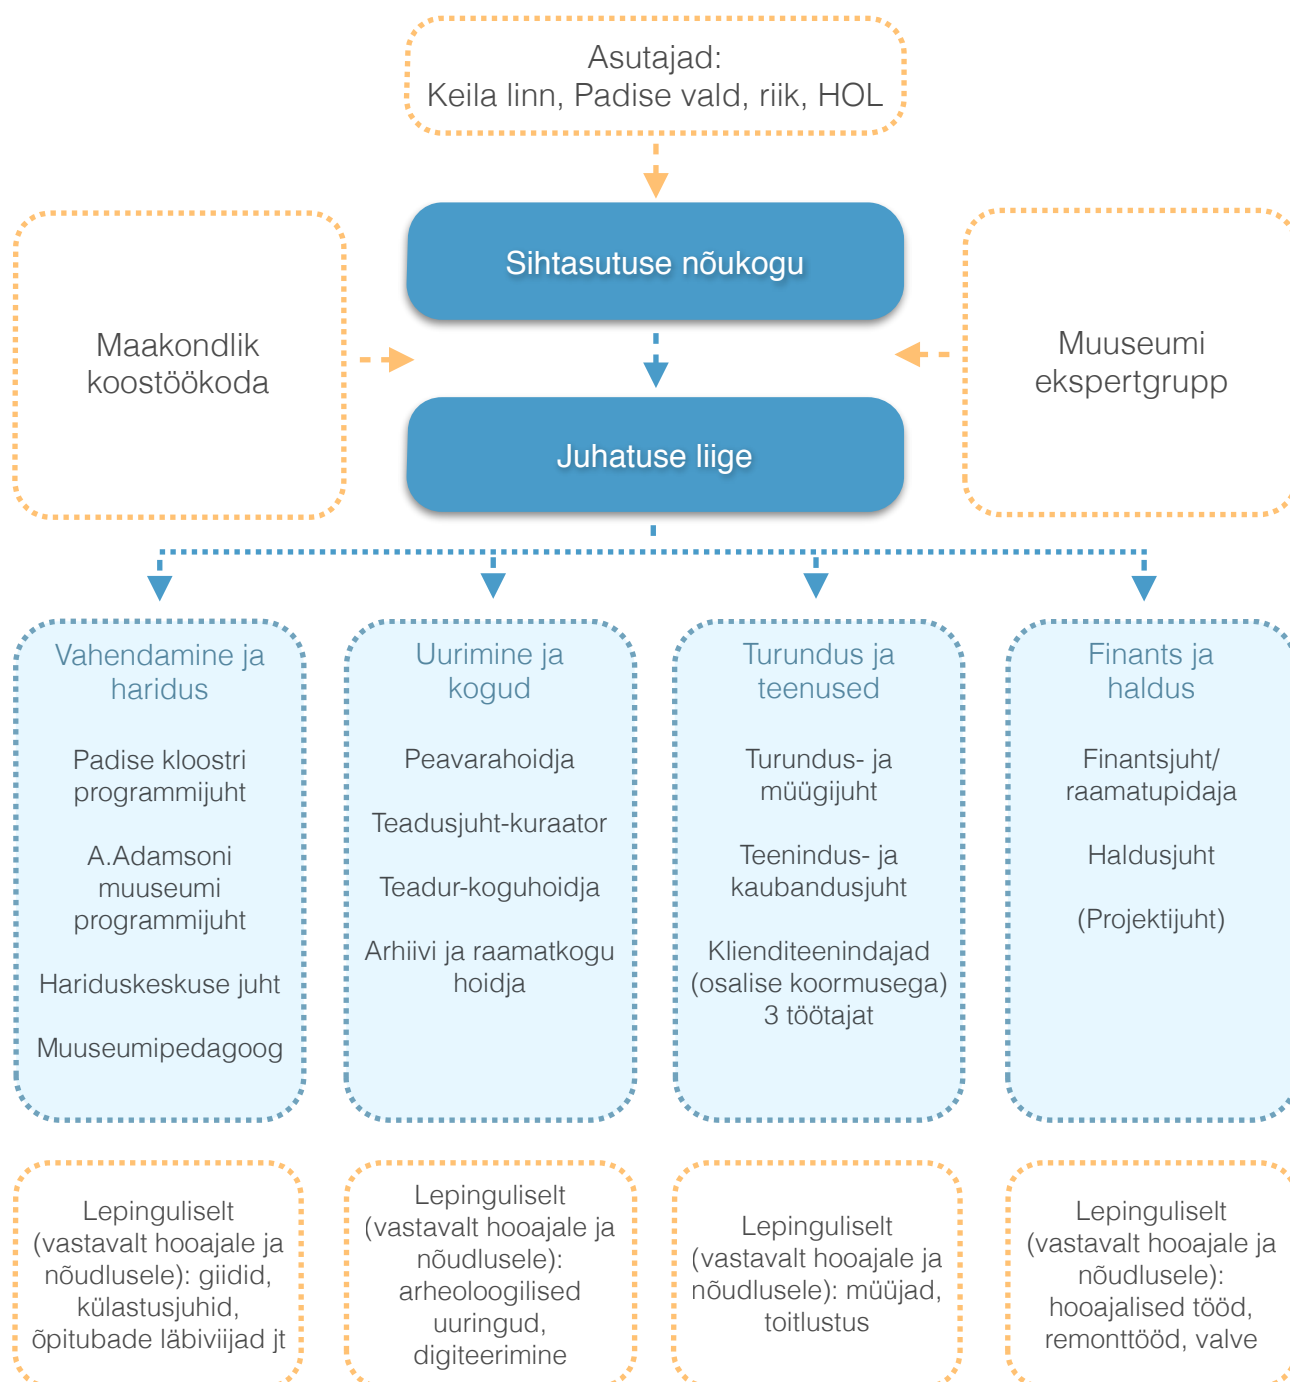 Asutajad:
Keila linn, Padise vald, riik, HOL
Sihtasutuse nõukogu
Maakondlik
koostöökoda
Muuseumi
ekspertgrupp
Juhatuse liige
Vahendamine ja
haridus
Padise kloostri
programmijuht
A.Adamsoni
muuseumi
programmijuht
Hariduskeskuse juht
Muuseumipedagoog
Uurimine ja
kogud
Peavarahoidja
Teadusjuht-kuraator
Teadur-koguhoidja
Arhiivi ja raamatkogu
hoidja
Turundus ja
teenused
Turundus- ja
müügijuht
Teenindus- ja
kaubandusjuht
Klienditeenindajad
(osalise koormusega)
3 töötajat
Finants ja
haldus
Finantsjuht/
raamatupidaja
Haldusjuht
(Projektijuht)
Lepinguliselt
(vastavalt hooajale ja
nõudlusele): giidid,
külastusjuhid,
õpitubade läbiviijad jt
Lepinguliselt
(vastavalt hooajale ja
nõudlusele):
arheoloogilised
uuringud,
digiteerimine
Lepinguliselt
(vastavalt hooajale ja
nõudlusele): müüjad,
toitlustus
Lepinguliselt
(vastavalt hooajale ja
nõudlusele):
hooajalised tööd,
remonttööd, valve